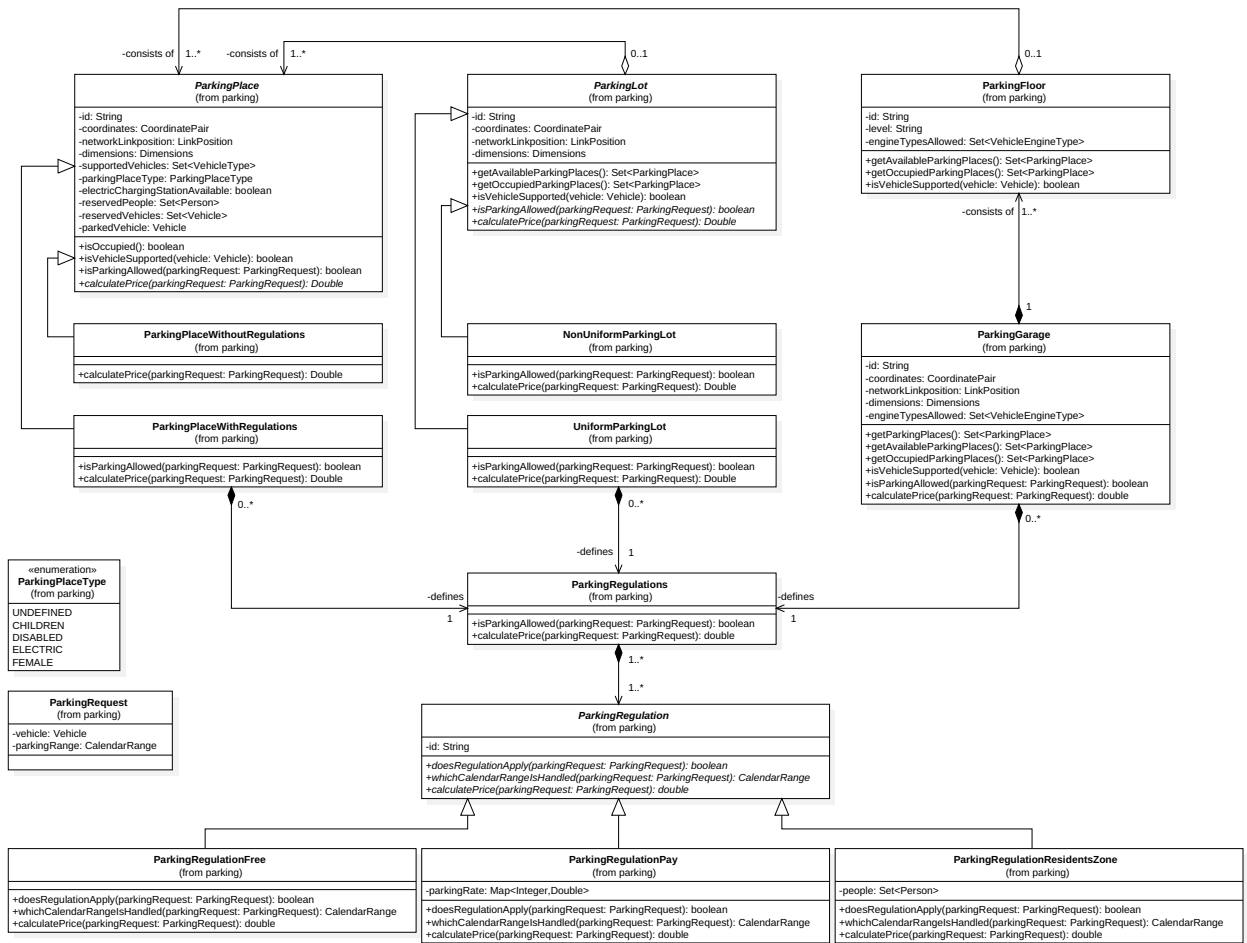 -consists of
1..*
-consists of
1..*
0..1
0..1
ParkingPlace
(from parking)
-id: String
-coordinates: CoordinatePair
-networkLinkposition: LinkPosition
-dimensions: Dimensions
-supportedVehicles: Set<VehicleType>
-parkingPlaceType: ParkingPlaceType
-electricChargingStationAvailable: boolean
-reservedPeople: Set<Person>
-reservedVehicles: Set<Vehicle>
-parkedVehicle: Vehicle
+isOccupied(): boolean
+isVehicleSupported(vehicle: Vehicle): boolean
+isParkingAllowed(parkingRequest: ParkingRequest): boolean
+calculatePrice(parkingRequest: ParkingRequest): Double
ParkingLot
(from parking)
-id: String
-coordinates: CoordinatePair
-networkLinkposition: LinkPosition
-dimensions: Dimensions
+getAvailableParkingPlaces(): Set<ParkingPlace>
+getOccupiedParkingPlaces(): Set<ParkingPlace>
+isVehicleSupported(vehicle: Vehicle): boolean
+isParkingAllowed(parkingRequest: ParkingRequest): boolean
+calculatePrice(parkingRequest: ParkingRequest): Double
ParkingFloor
(from parking)
-id: String
-level: String
-engineTypesAllowed: Set<VehicleEngineType>
+getAvailableParkingPlaces(): Set<ParkingPlace>
+getOccupiedParkingPlaces(): Set<ParkingPlace>
+isVehicleSupported(vehicle: Vehicle): boolean
-consists of
1..*
1
ParkingPlaceWithoutRegulations
(from parking)
+calculatePrice(parkingRequest: ParkingRequest): Double
NonUniformParkingLot
(from parking)
+isParkingAllowed(parkingRequest: ParkingRequest): boolean
+calculatePrice(parkingRequest: ParkingRequest): Double
ParkingGarage
(from parking)
-id: String
-coordinates: CoordinatePair
-networkLinkposition: LinkPosition
-dimensions: Dimensions
-engineTypesAllowed: Set<VehicleEngineType>
+getParkingPlaces(): Set<ParkingPlace>
+getAvailableParkingPlaces(): Set<ParkingPlace>
+getOccupiedParkingPlaces(): Set<ParkingPlace>
+isVehicleSupported(vehicle: Vehicle): boolean
+isParkingAllowed(parkingRequest: ParkingRequest): boolean
+calculatePrice(parkingRequest: ParkingRequest): double
ParkingPlaceWithRegulations
(from parking)
+isParkingAllowed(parkingRequest: ParkingRequest): boolean
+calculatePrice(parkingRequest: ParkingRequest): Double
UniformParkingLot
(from parking)
+isParkingAllowed(parkingRequest: ParkingRequest): boolean
+calculatePrice(parkingRequest: ParkingRequest): Double
0..*
0..*
0..*
-defines
1
-defines
1
-defines
1
«enumeration»
ParkingPlaceType
(from parking)
UNDEFINED
CHILDREN
DISABLED
ELECTRIC
FEMALE
ParkingRegulations
(from parking)
+isParkingAllowed(parkingRequest: ParkingRequest): boolean
+calculatePrice(parkingRequest: ParkingRequest): double
1..*
1..*
ParkingRequest
(from parking)
-vehicle: Vehicle
-parkingRange: CalendarRange
ParkingRegulation
(from parking)
-id: String
+doesRegulationApply(parkingRequest: ParkingRequest): boolean
+whichCalendarRangeIsHandled(parkingRequest: ParkingRequest): CalendarRange
+calculatePrice(parkingRequest: ParkingRequest): double
ParkingRegulationFree
(from parking)
+doesRegulationApply(parkingRequest: ParkingRequest): boolean
+whichCalendarRangeIsHandled(parkingRequest: ParkingRequest): CalendarRange
+calculatePrice(parkingRequest: ParkingRequest): double
ParkingRegulationPay
(from parking)
-parkingRate: Map<Integer,Double>
+doesRegulationApply(parkingRequest: ParkingRequest): boolean
+whichCalendarRangeIsHandled(parkingRequest: ParkingRequest): CalendarRange
+calculatePrice(parkingRequest: ParkingRequest): double
ParkingRegulationResidentsZone
(from parking)
-people: Set<Person>
+doesRegulationApply(parkingRequest: ParkingRequest): boolean
+whichCalendarRangeIsHandled(parkingRequest: ParkingRequest): CalendarRange
+calculatePrice(parkingRequest: ParkingRequest): double